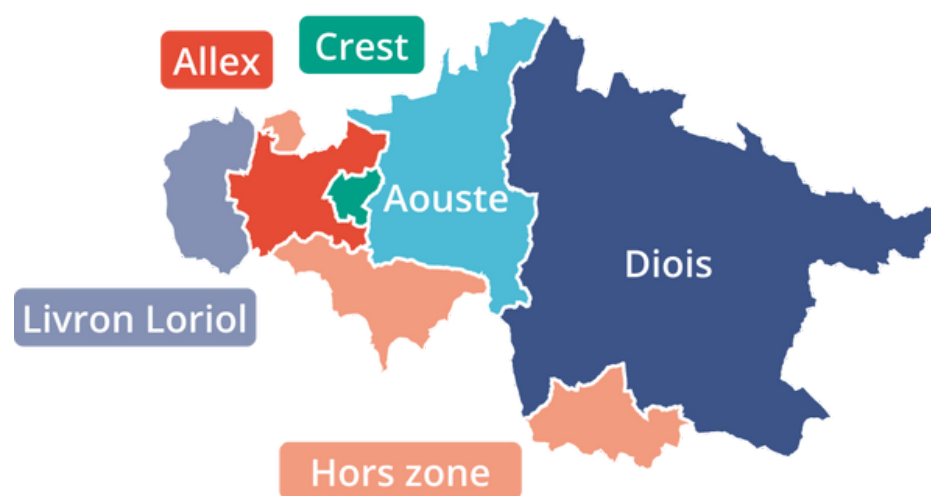 Crest
Allex
Aouste
Diois
Livron Loriol
Hors zone